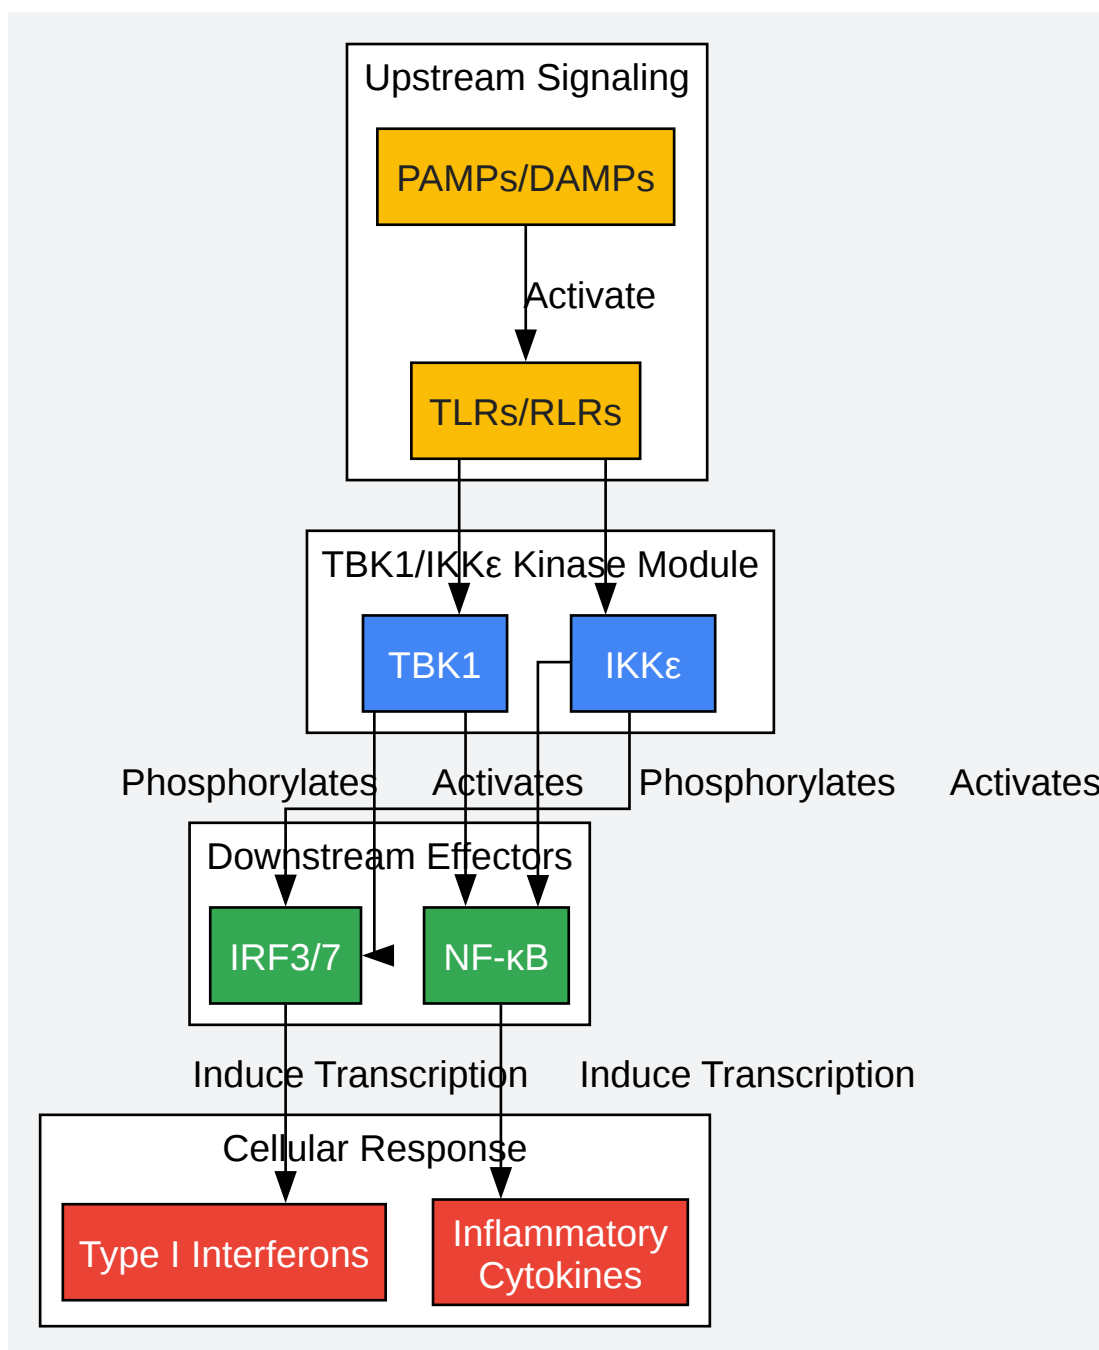 Upstream Signaling
PAMPs/DAMPs
Activate
TLRs/RLRs
TBK1/IKKε Kinase Module
TBK1
IKKε
Phosphorylates
Activates
Phosphorylates
Activates
Downstream Effectors
IRF3/7
NF-κB
Induce Transcription
Induce Transcription
Cellular Response
Type I Interferons
Inflammatory
Cytokines